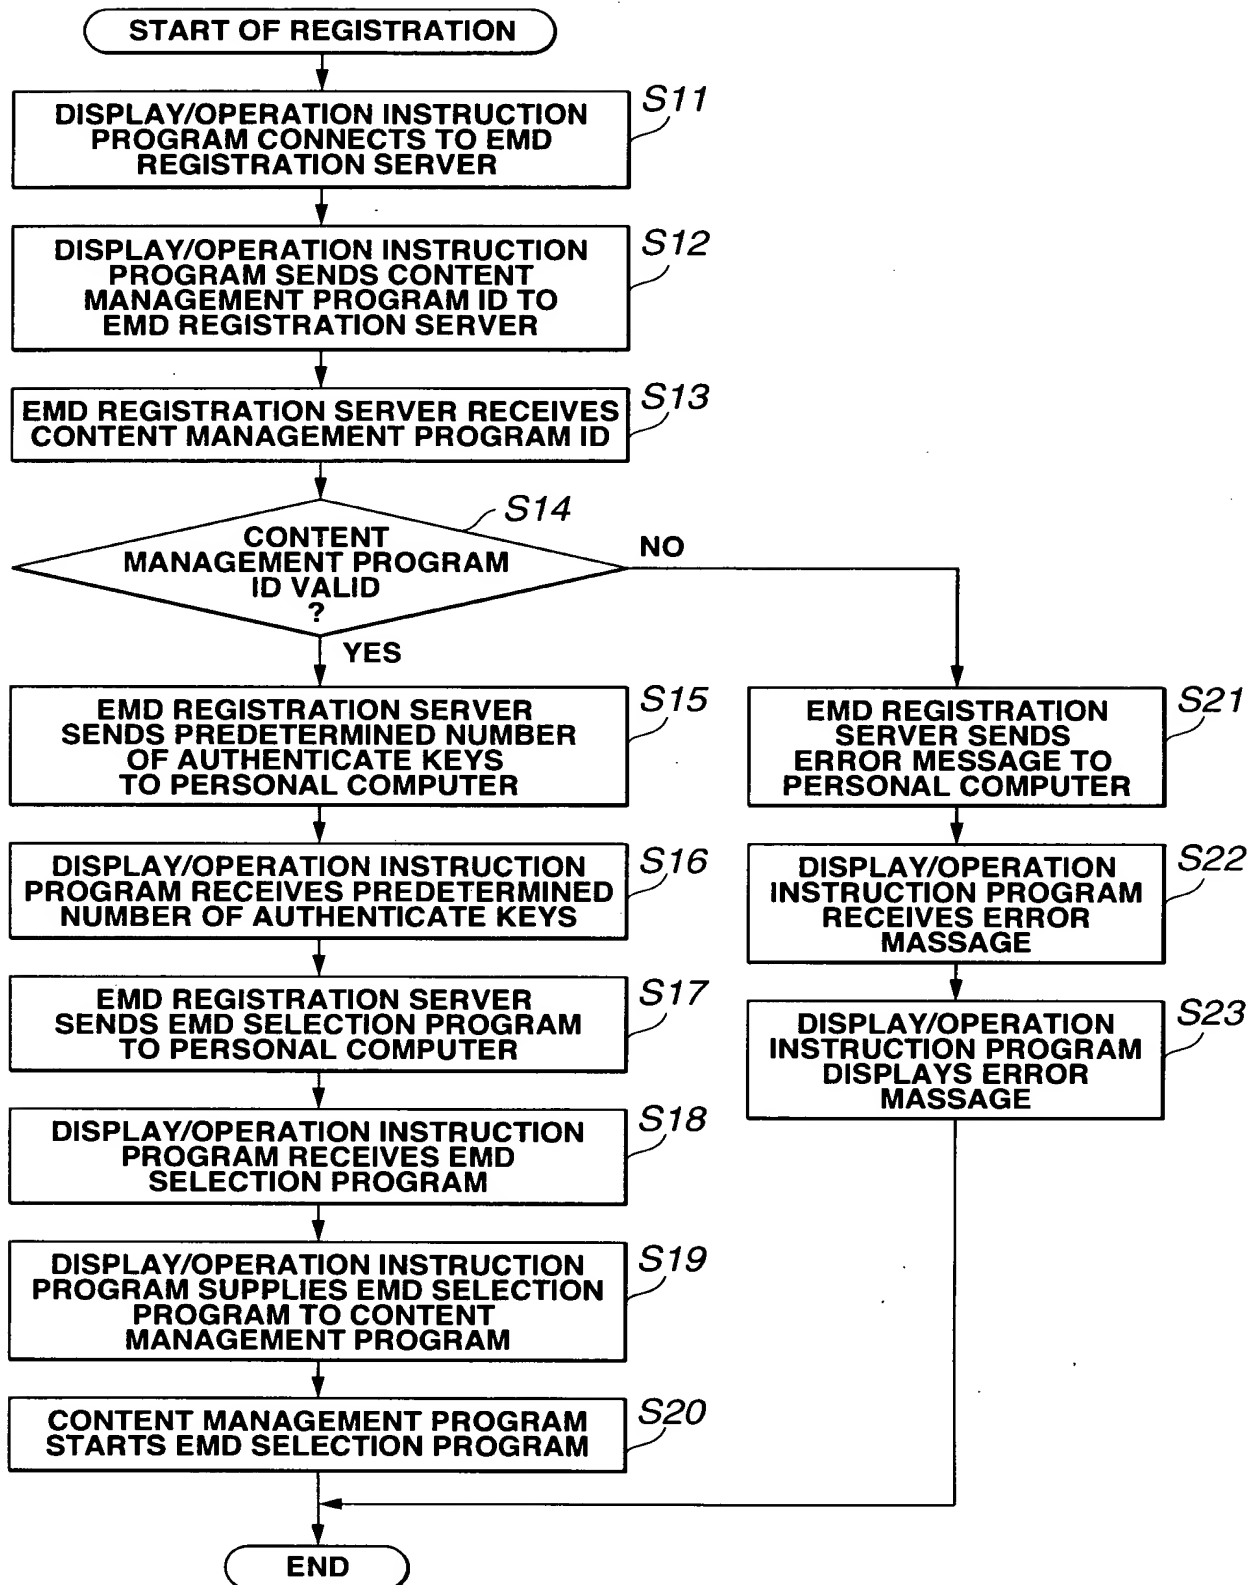 START OF REGISTRATION
S11
DISPLAY/OPERATION INSTRUCTION
PROGRAM CONNECTS TO EMD
REGISTRATION SERVER
S12
DISPLAY/OPERATION INSTRUCTION
PROGRAM SENDS CONTENT
MANAGEMENT PROGRAM ID TO
EMD REGISTRATION SERVER
S13
EMD REGISTRATION SERVER RECEIVES
CONTENT MANAGEMENT PROGRAM ID
S14
CONTENT
MANAGEMENT PROGRAM
ID VALID
?
NO
YES
S15
EMD REGISTRATION SERVER
SENDS PREDETERMINED NUMBER
OF AUTHENTICATE KEYS
TO PERSONAL COMPUTER
S16
DISPLAY/OPERATION INSTRUCTION
PROGRAM RECEIVES PREDETERMINED
NUMBER OF AUTHENTICATE KEYS
S17
EMD REGISTRATION SERVER
SENDS EMD SELECTION PROGRAM
TO PERSONAL COMPUTER
S18
DISPLAY/OPERATION INSTRUCTION
PROGRAM RECEIVES EMD
SELECTION PROGRAM
S19
DISPLAY/OPERATION INSTRUCTION
PROGRAM SUPPLIES EMD SELECTION
PROGRAM TO CONTENT
MANAGEMENT PROGRAM
S20
CONTENT MANAGEMENT PROGRAM
STARTS EMD SELECTION PROGRAM
S21
EMD REGISTRATION
SERVER SENDS
ERROR MESSAGE TO
PERSONAL COMPUTER
S22
DISPLAY/OPERATION
INSTRUCTION PROGRAM
RECEIVES ERROR
MASSAGE
S23
DISPLAY/OPERATION
INSTRUCTION PROGRAM
DISPLAYS ERROR
MASSAGE
END